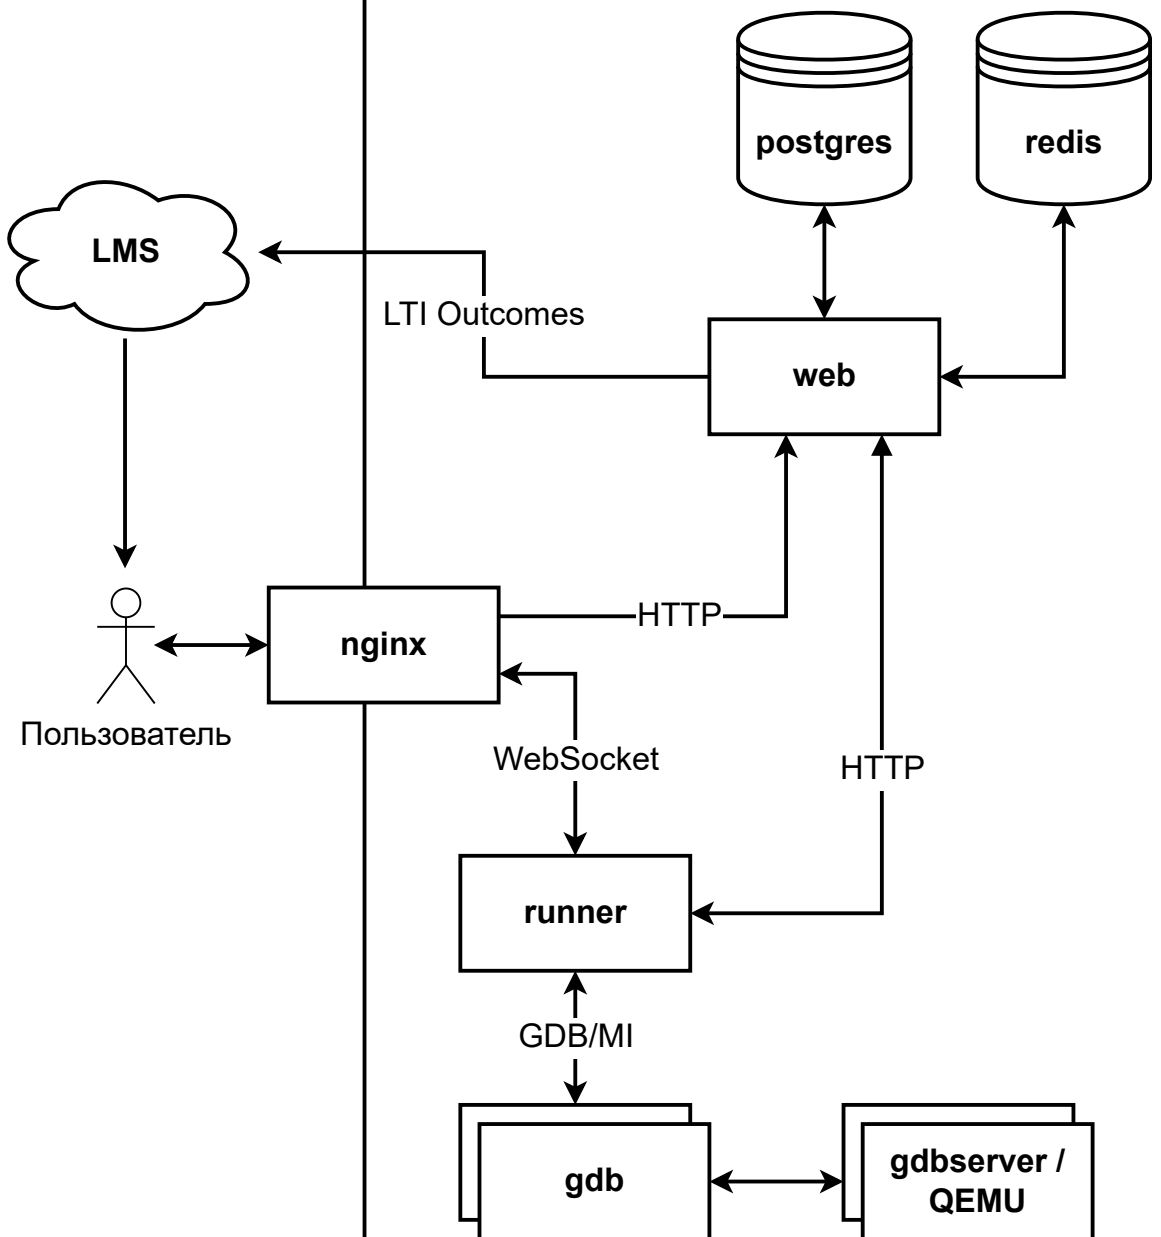 postgres
redis
LMS
LTI Outcomes
web
HTTP
nginx
Пользователь
WebSocket
HTTP
runner
GDB/MI
gdb
gdbserver /
QEMU